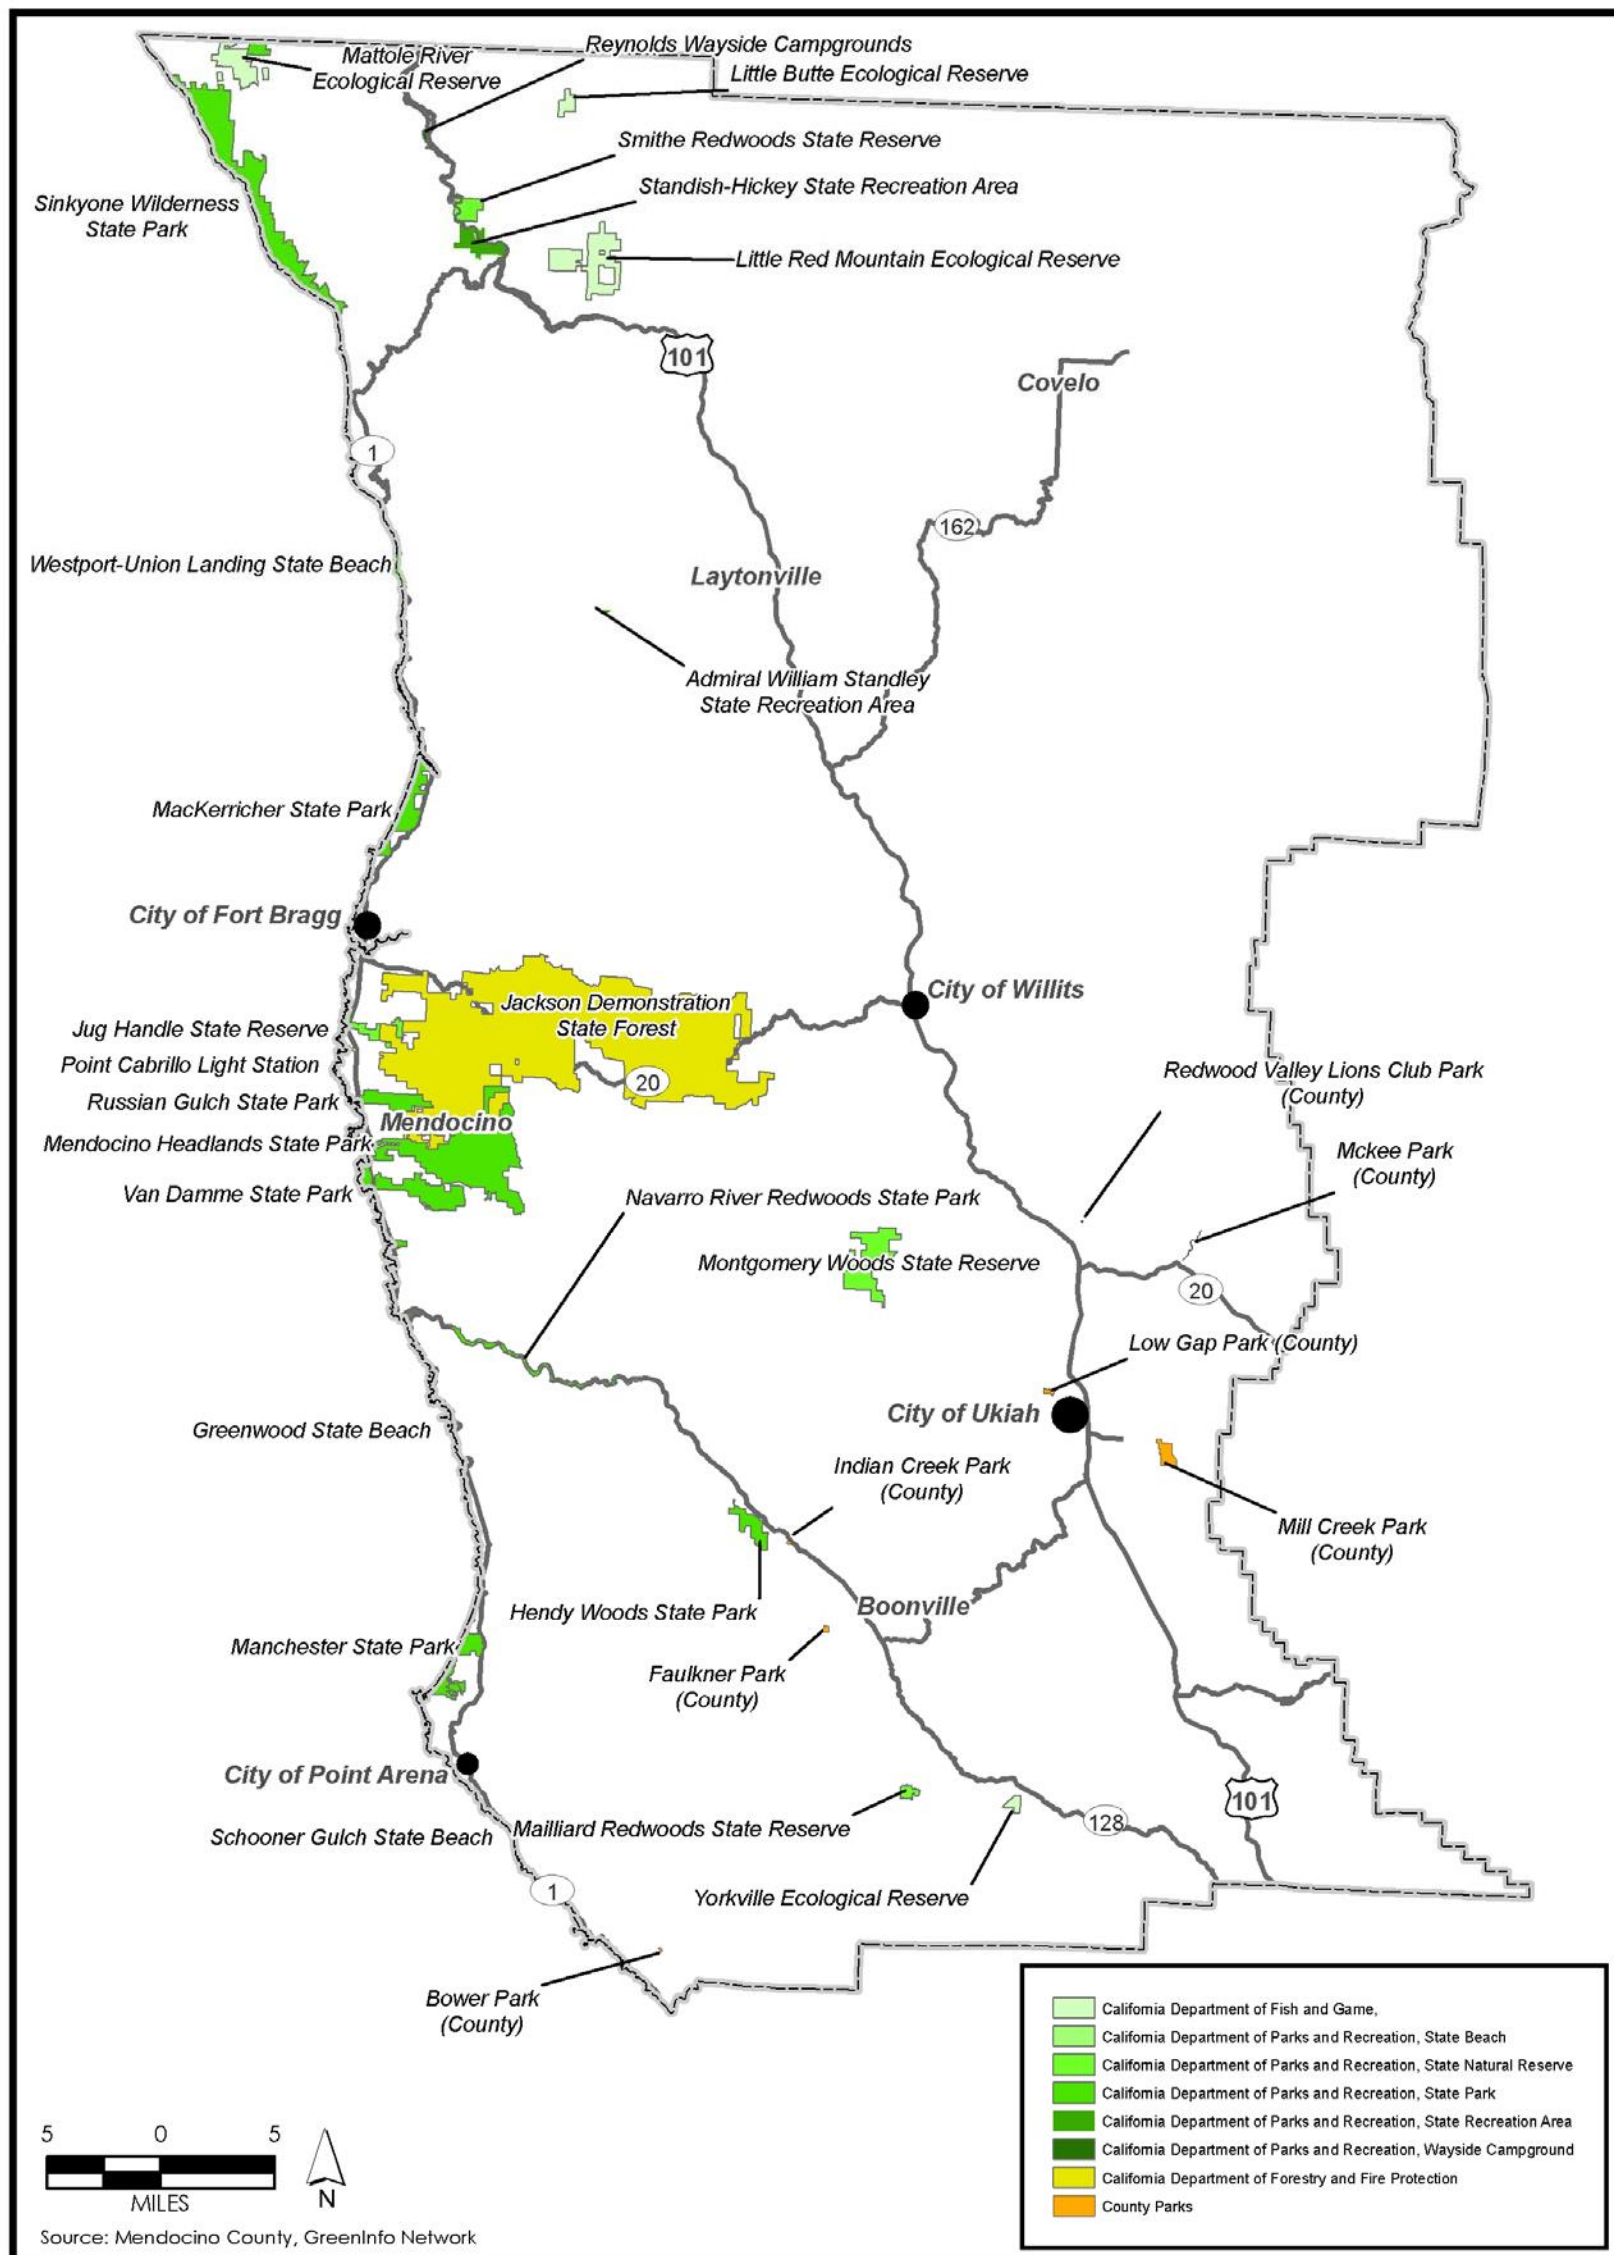 Reynolds Wayside Campgrounds
Mattole River
Ecological Reserve
Little Butte Ecological Reserve
Smithe Redwoods State Reserve
Standish-Hickey State Recreation Area
Sinkyone Wilderness
State Park
Little Red Mountain Ecological Reserve
101
Covelo
1
162
Westport-Union Landing State Beach
Laytonville
Admiral William Standley
State Recreation Area
MacKerricher State Park
City of Fort Bragg
City of Willits
Jackson Demonstration
State Forest
Jug Handle State Reserve
Point Cabrillo Light Station
20
Redwood Valley Lions Club Park
(County)
Russian Gulch State Park
Mendocino
Mendocino Headlands State Park
Mckee Park
(County)
Van Damme State Park
Navarro River Redwoods State Park
Montgomery Woods State Reserve
20
Low Gap Park (County)
City of Ukiah
Greenwood State Beach
Indian Creek Park
(County)
Mill Creek Park
(County)
Hendy Woods State Park
Boonville
Manchester State Park
Faulkner Park
(County)
City of Point Arena
101
Mailliard Redwoods State Reserve
128
Schooner Gulch State Beach
1
Yorkville Ecological Reserve
Bower Park
(County)
California Department of Fish and Game,
California Department of Parks and Recreation, State Beach
California Department of Parks and Recreation, State Natural Reserve
California Department of Parks and Recreation, State Park
California Department of Parks and Recreation, State Recreation Area
California Department of Parks and Recreation, Wayside Campground
California Department of Forestry and Fire Protection
County Parks
5 0 5
MILES
N
Source: Mendocino County, GreenInfo Network